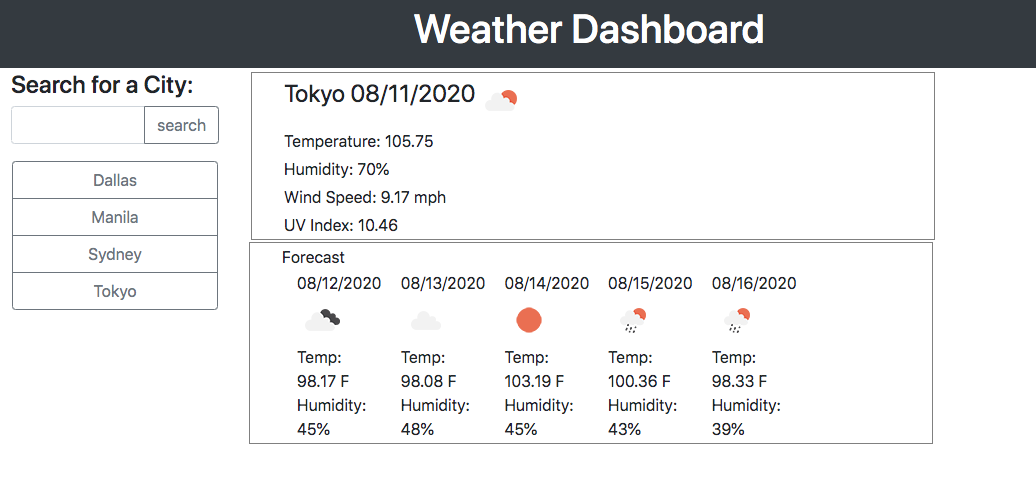 Weather Dashboard
Search for a City:
search
Dallas
Manila
Sydney
Tokyo
Tokyo 08/11/2020
Temperature: 105.75
Humidity: 70%
Wind Speed: 9.17 mph
UV Index: 10.46
Forecast
08/12/2020 08/13/2020 08/14/2020 08/15/2020 08/16/2020
Temp: Temp: Temp: Temp: Temp:
98.17 F 98.08 F 103.19 F 100.36 F 98.33 F
Humidity: Humidity: Humidity: Humidity: Humidity:
45% 48% 45% 43% 39%